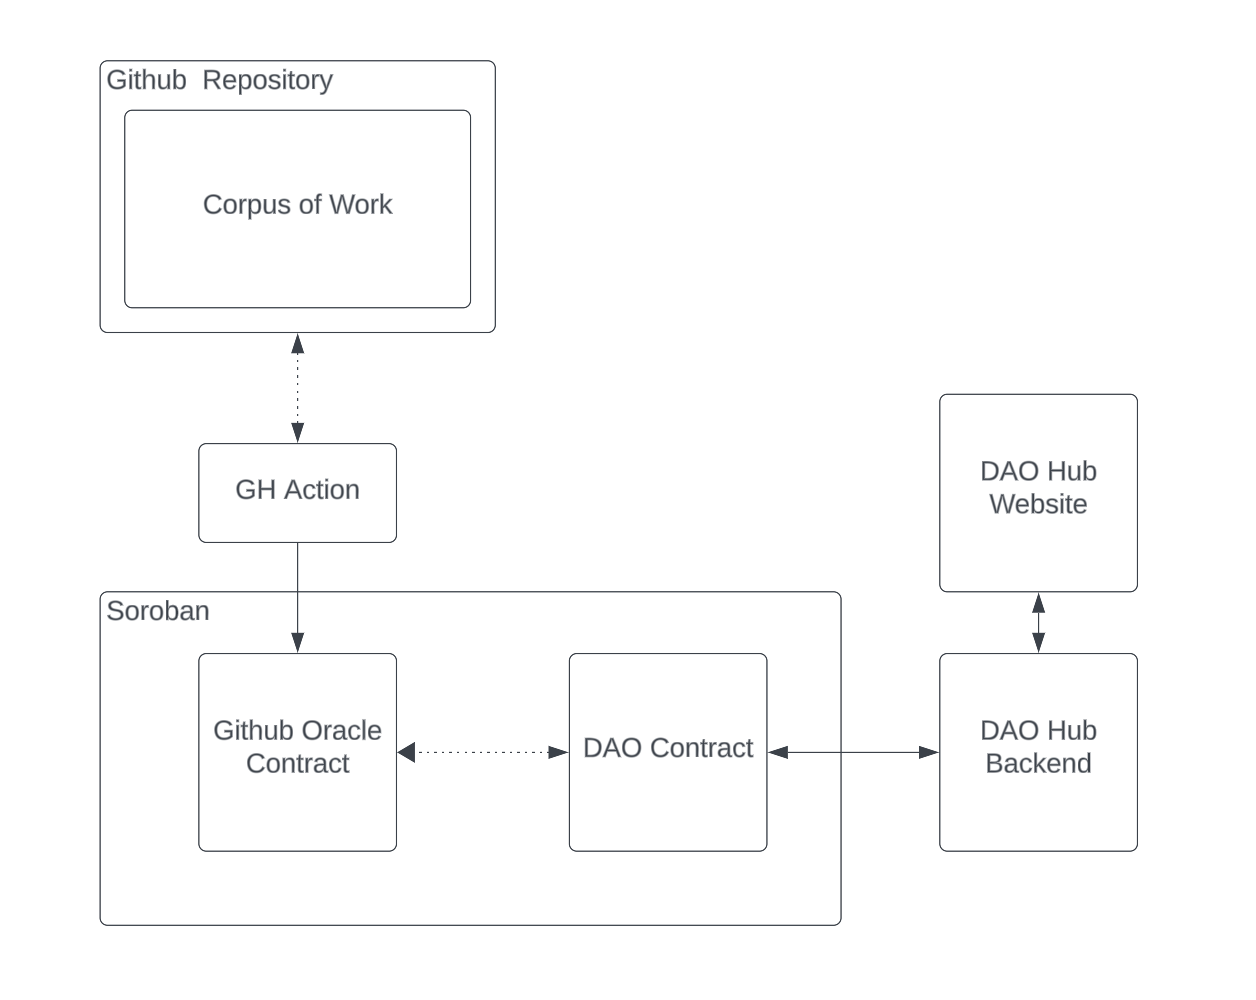 Github Repository
Corpus of Work
GH Action
DAO Hub
Website
Soroban
Github Oracle
Contract
DAO Contract
DAO Hub
Backend